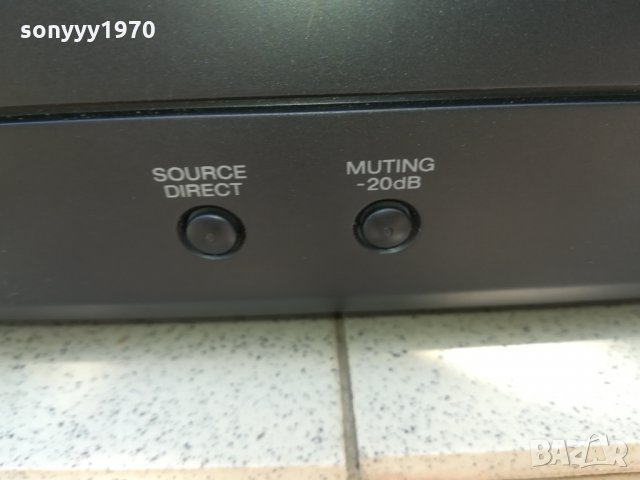 sonyyy1970
SOURCE
DIRECT
MUTING
-20dB
BAZAR